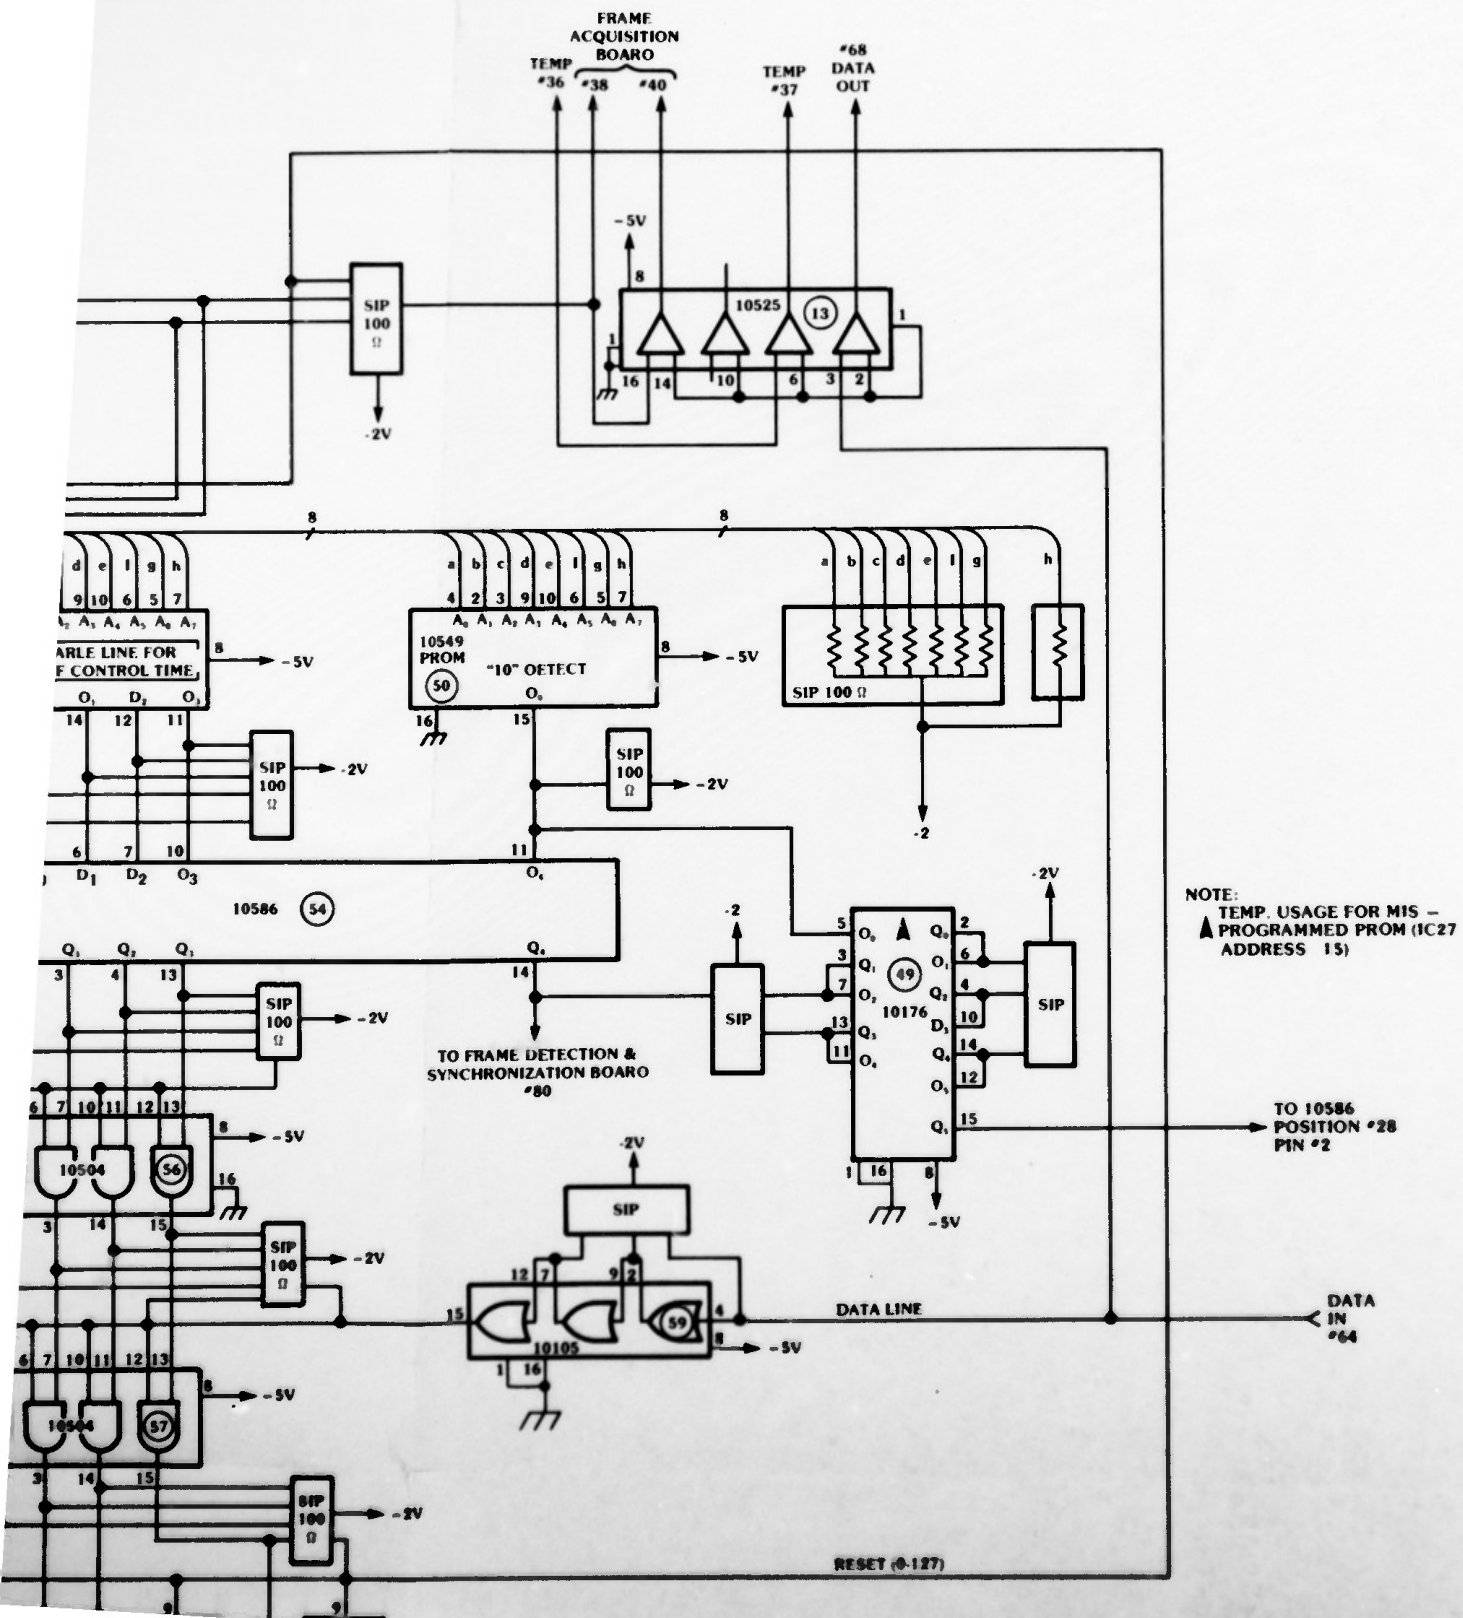 FRAME
ACQUISITION
BOARD
TEMP
#36
#38
#40
TEMP
#37
#68
DATA
OUT
-5V
8
SIP
100
Ω
-2V
10525
13
1
1
16
14
10
6
3
2
8
8
d e f g h
9 10 6 5 7
A₂ A₃ A₄ A₅ A₆ A₇
ARLE LINE FOR
F CONTROL TIME
8
-5V
O₁ D₂ O₃
14 12 11
a b c d e f g h
4 2 3 9 10 6 5 7
A₀ A₁ A₂ A₃ A₄ A₅ A₆ A₇
10549
PROM
50
"10" OETECT
O₀
8
-5V
16
15
a b c d e f g h
SIP 100 Ω
-2
SIP
100
Ω
-2V
SIP
100
Ω
-2V
6 7 10
D₁ D₂ O₃
11
O₄
10586
54
Q₁ Q₂ Q₃
3 4 13
Q₄
14
TO FRAME DETECTION &
SYNCHRONIZATION BOARD
#80
SIP
100
Ω
-2V
-2
SIP
5 O₀
3 Q₁
7 O₂
13 Q₃
11 O₄
49
10176
Q₀ 2
O₁ 6
Q₂ 4
D₃ 10
Q₄ 14
O₅ 12
Q₅ 15
1 16 8
-5V
-2V
SIP
NOTE:
TEMP. USAGE FOR MIS –
PROGRAMMED PROM (IC27
ADDRESS 15)
TO 10586
POSITION #28
PIN #2
6 7 10 11 12 13
8
-5V
10504
56
16
3 14 15
SIP
100
Ω
-2V
-2V
SIP
12 7 9 2
15
59
4
8
-5V
10105
1 16
DATA LINE
DATA
IN
#64
6 7 10 11 12 13
8
-5V
10504
57
3 14 15
SIP
100
Ω
-2V
RESET (0-127)
9
9